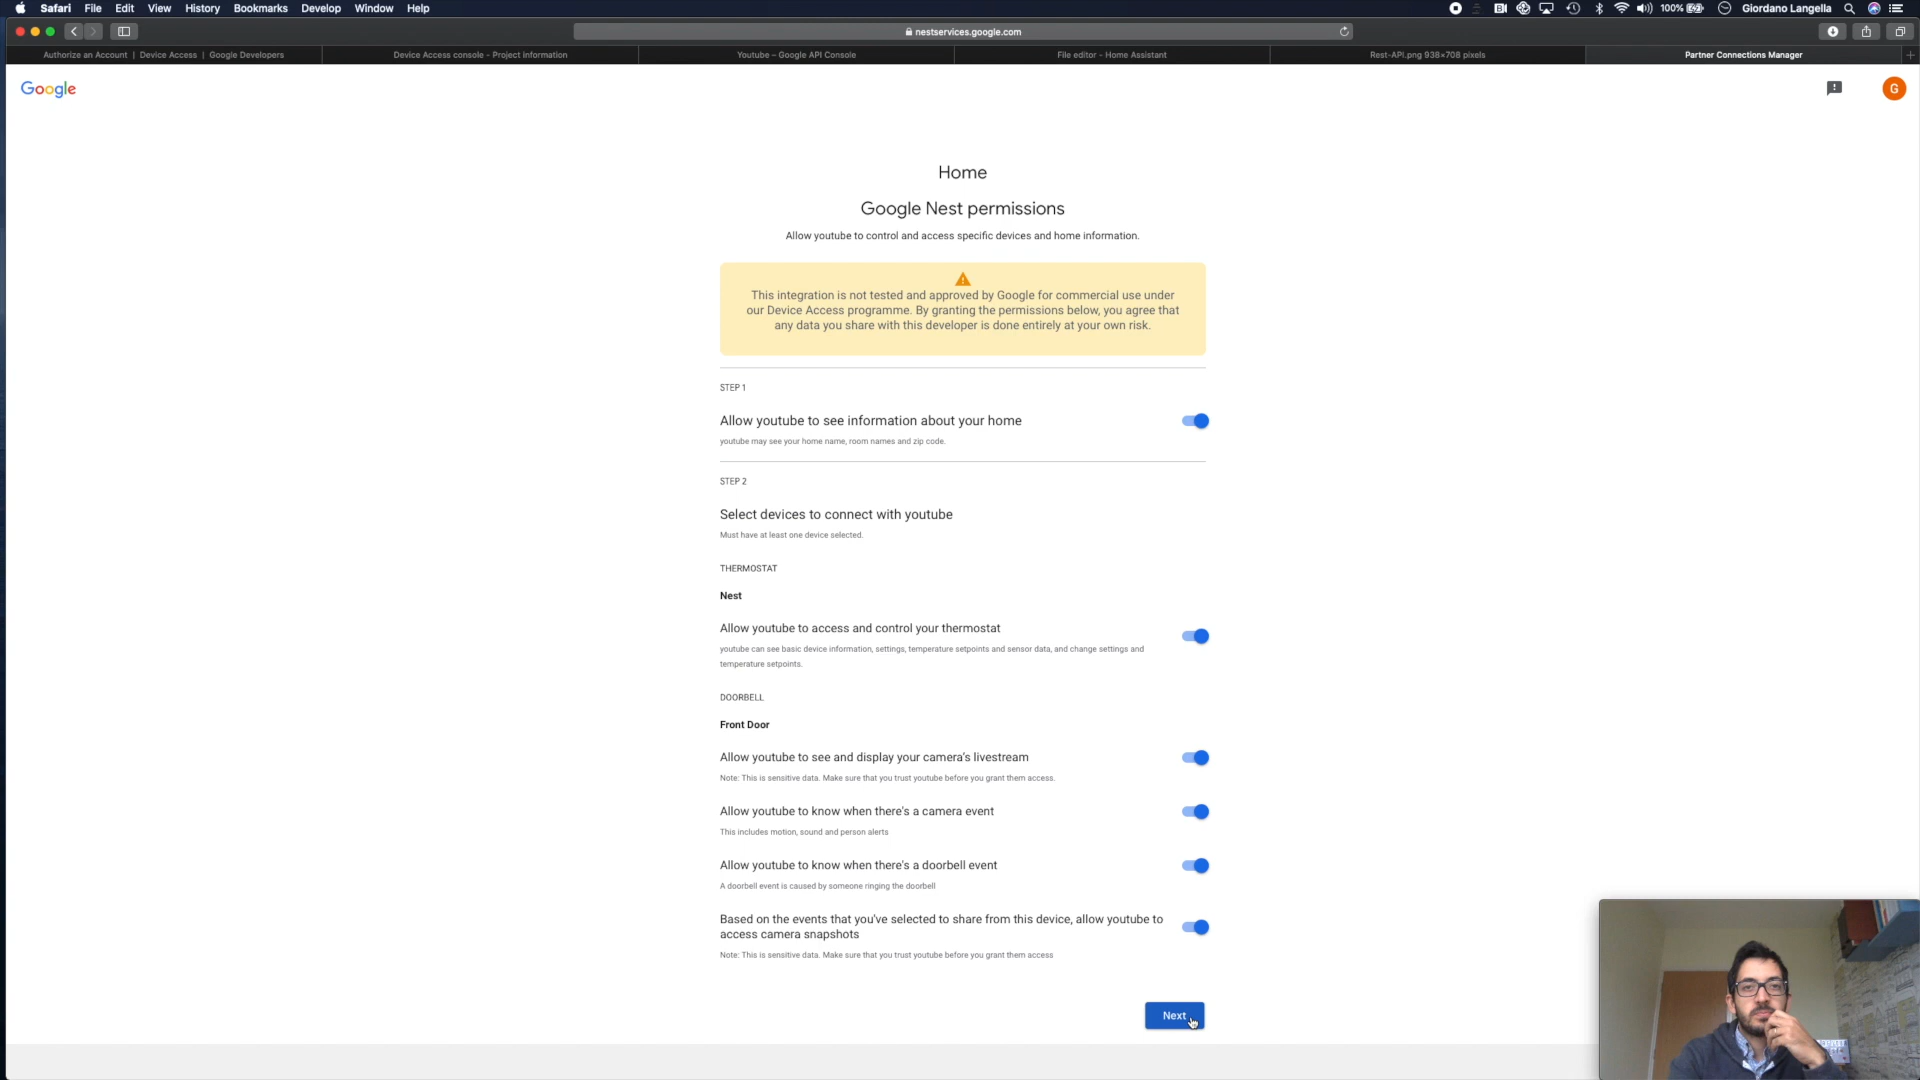 Safari File Edit View History Bookmarks Develop Window Help 100% Giordano Langella
nestservices.google.com
Authorize an Account | Device Access | Google Developers
Device Access console - Project information
Youtube – Google API Console
File editor - Home Assistant
Rest-API.png 938×708 pixels
Partner Connections Manager
Google
G
Home
Google Nest permissions
Allow youtube to control and access specific devices and home information.
This integration is not tested and approved by Google for commercial use under
our Device Access programme. By granting the permissions below, you agree that
any data you share with this developer is done entirely at your own risk.
STEP 1
Allow youtube to see information about your home
youtube may see your home name, room names and zip code.
STEP 2
Select devices to connect with youtube
Must have at least one device selected.
THERMOSTAT
Nest
Allow youtube to access and control your thermostat
youtube can see basic device information, settings, temperature setpoints and sensor data, and change settings and
temperature setpoints.
DOORBELL
Front Door
Allow youtube to see and display your camera's livestream
Note: This is sensitive data. Make sure that you trust youtube before you grant them access.
Allow youtube to know when there's a camera event
This includes motion, sound and person alerts
Allow youtube to know when there's a doorbell event
A doorbell event is caused by someone ringing the doorbell
Based on the events that you've selected to share from this device, allow youtube to
access camera snapshots
Note: This is sensitive data. Make sure that you trust youtube before you grant them access
Next